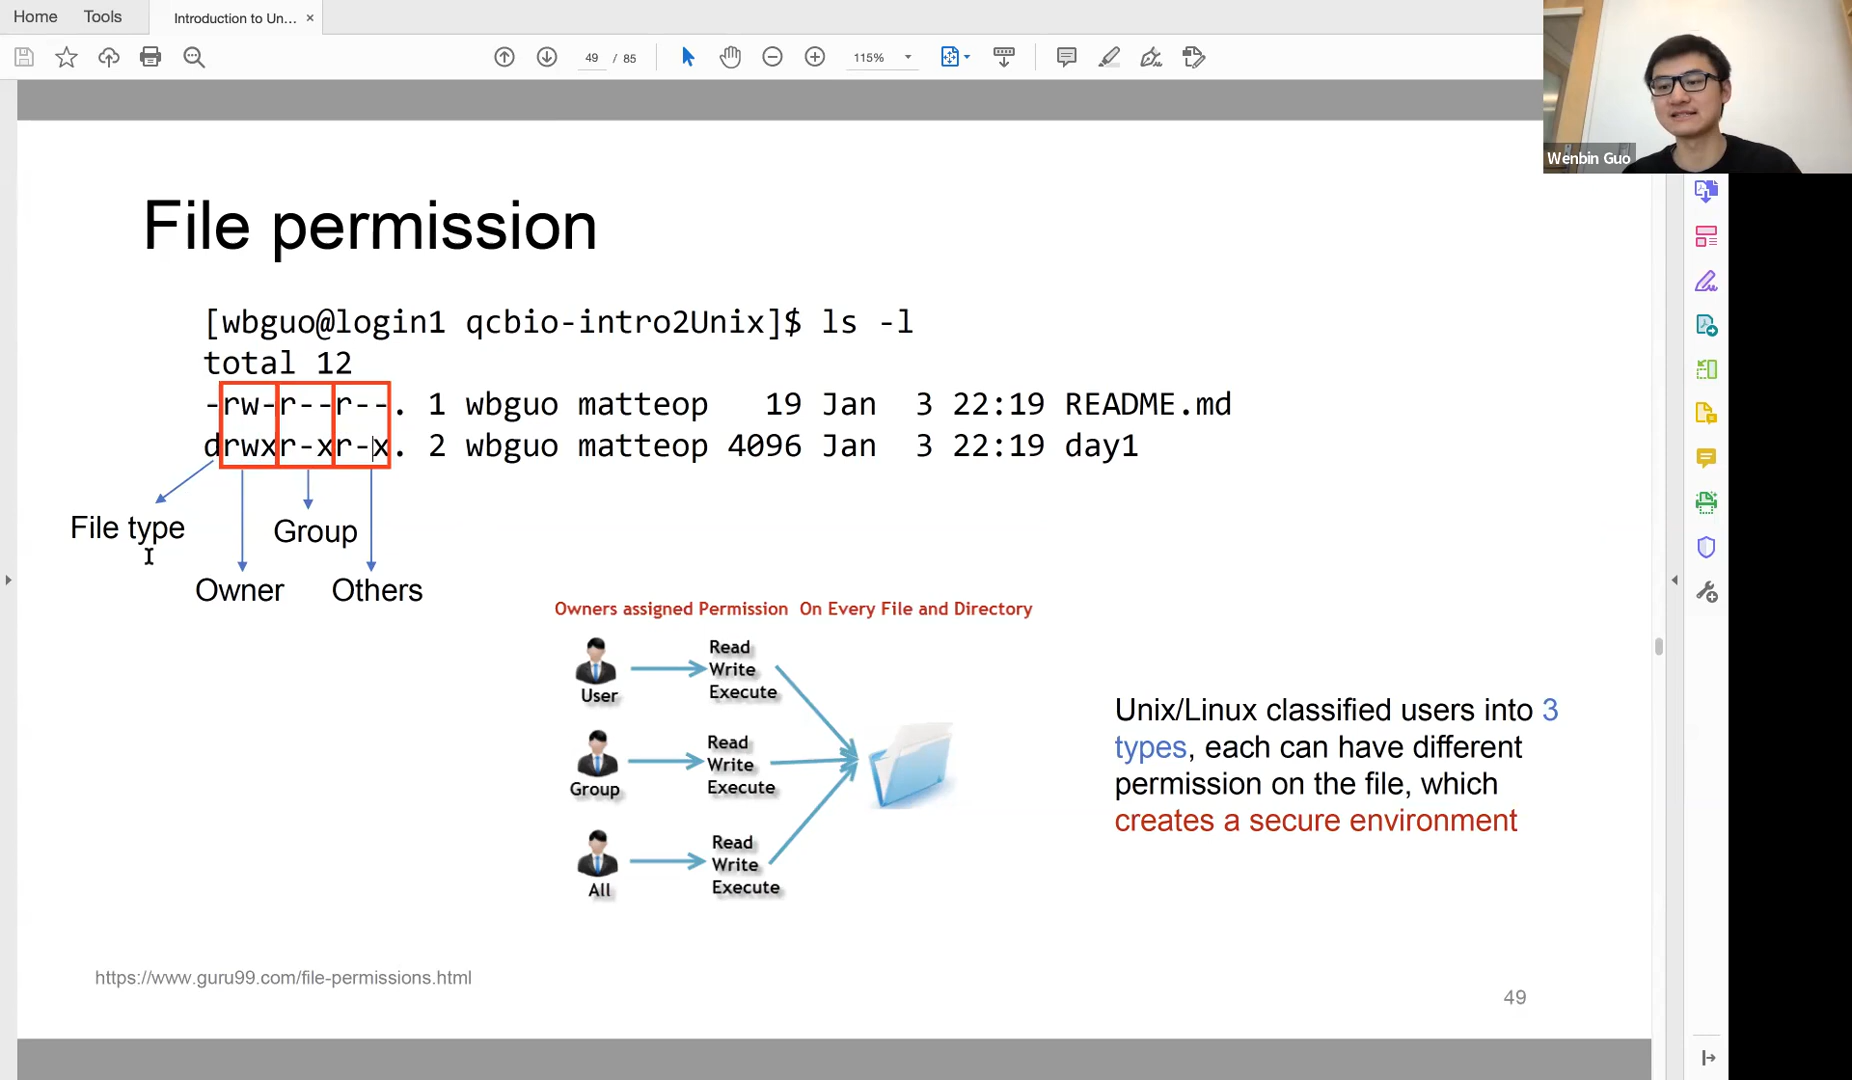 Home Tools Introduction to Un... ×
49 / 85 115%
Wenbin Guo
File permission
[wbguo@login1 qcbio-intro2Unix]$ ls -l
total 12
-rw-r--r--. 1 wbguo matteop 19 Jan 3 22:19 README.md
drwxr-xr-x. 2 wbguo matteop 4096 Jan 3 22:19 day1
File type
Group
Owner
Others
Owners assigned Permission On Every File and Directory
Read
Write
Execute
User
Read
Write
Execute
Group
Read
Write
Execute
All
Unix/Linux classified users into 3
types, each can have different
permission on the file, which
creates a secure environment
https://www.guru99.com/file-permissions.html
49